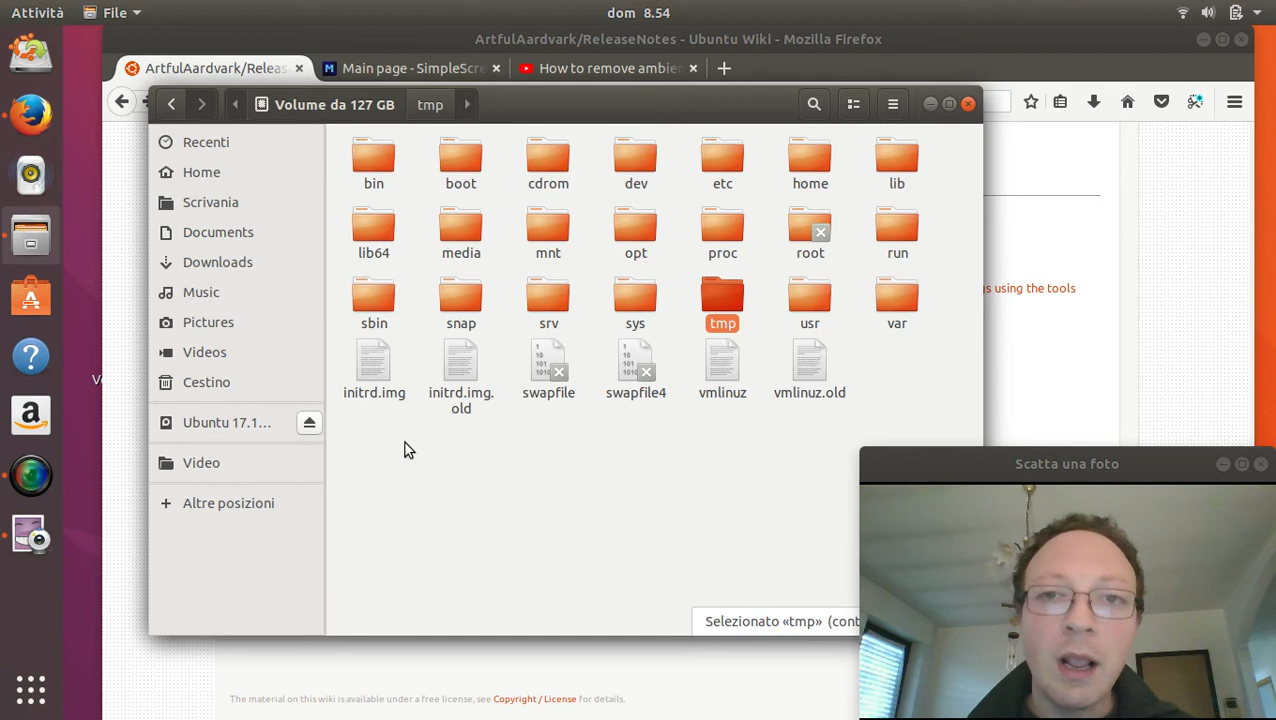 Attività
File
dom 8.54
ArtfulAardvark/ReleaseNotes - Ubuntu Wiki - Mozilla Firefox
ArtfulAardvark/Releas
Main page - SimpleScre
How to remove ambien
Volume da 127 GB
tmp
Recenti
Home
Scrivania
Documents
Downloads
Music
Pictures
Videos
Cestino
Ubuntu 17.1...
Video
Altre posizioni
bin boot cdrom dev etc home lib
lib64 media mnt opt proc root run
sbin snap srv sys tmp usr var
initrd.img initrd.img.old swapfile swapfile4 vmlinuz vmlinuz.old
gs using the tools
Selezionato «tmp» (cont
Scatta una foto
The material on this wiki is available under a free license, see Copyright / License for details.